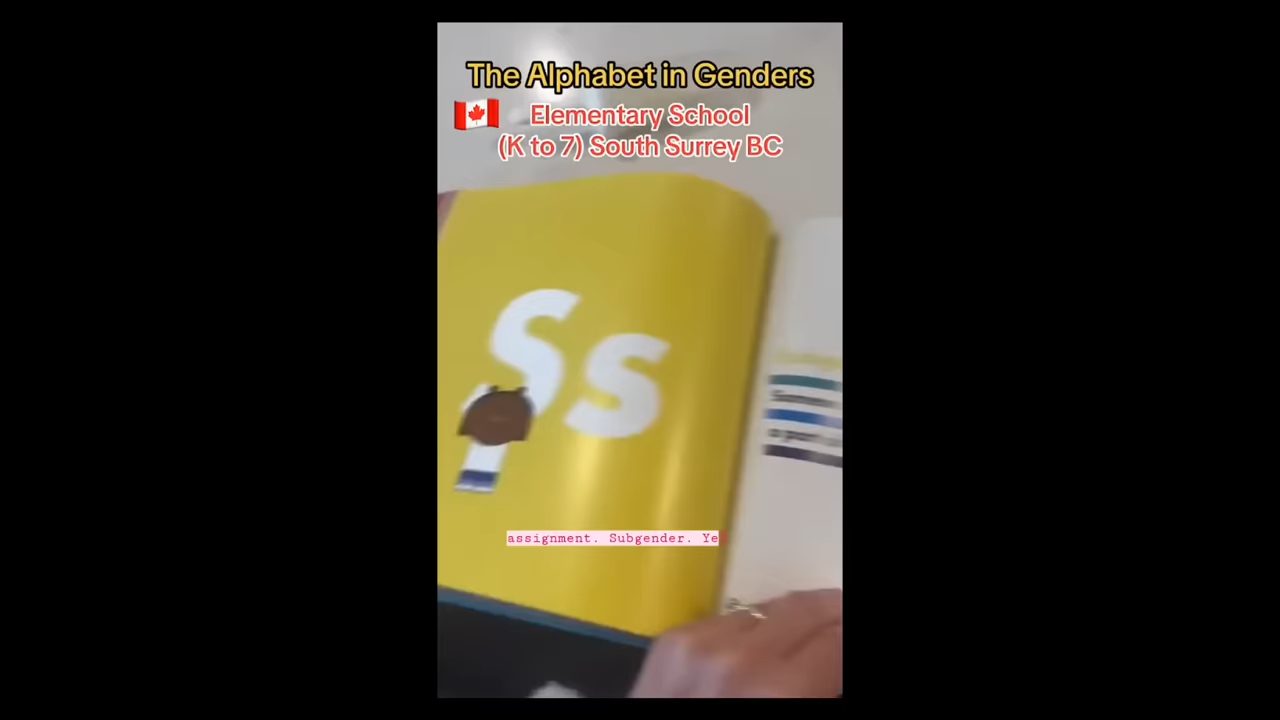 The Alphabet in Genders
Elementary School
(K to 7) South Surrey BC
Ss
assignment. Subgender. Ye